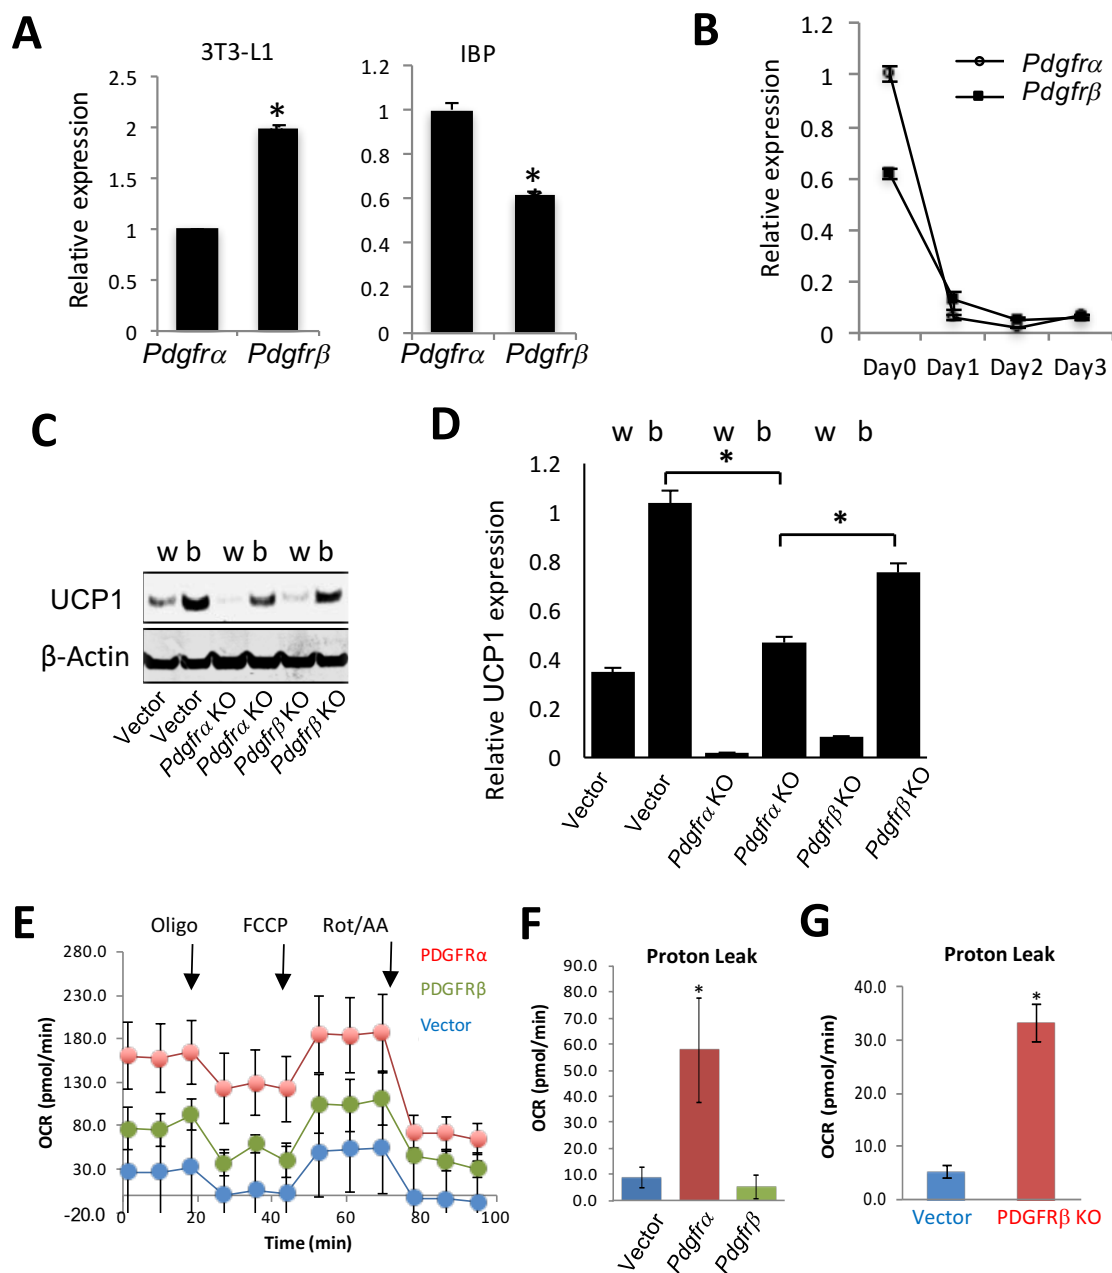 A
3T3-L1
IBP
Relative expression
2.5
2
1.5
1
0.5
0
*
Pdgfrα Pdgfrβ
1.2
1
0.8
0.6
0.4
0.2
0
*
Pdgfrα Pdgfrβ
B
Relative expression
1.2
1
0.8
0.6
0.4
0.2
0
Pdgfrα
Pdgfrβ
Day0 Day1 Day2 Day3
C
w b w b w b
UCP1
β-Actin
Vector
Vector
Pdgfrα KO
Pdgfrα KO
Pdgfrβ KO
Pdgfrβ KO
D
w b w b w b
*
*
Relative UCP1 expression
1.2
1
0.8
0.6
0.4
0.2
0
Vector
Vector
Pdgfrα KO
Pdgfrα KO
Pdgfrβ KO
Pdgfrβ KO
E
Oligo FCCP Rot/AA
PDGFRα
PDGFRβ
Vector
OCR (pmol/min)
280.0
230.0
180.0
130.0
80.0
30.0
-20.0
0 20 40 60 80 100
Time (min)
F
Proton Leak
OCR (pmol/min)
90.0
80.0
70.0
60.0
50.0
40.0
30.0
20.0
10.0
0.0
*
Vector
Pdgfrα
Pdgfrβ
G
Proton Leak
OCR (pmol/min)
40.0
30.0
20.0
10.0
0.0
*
Vector PDGFRβ KO